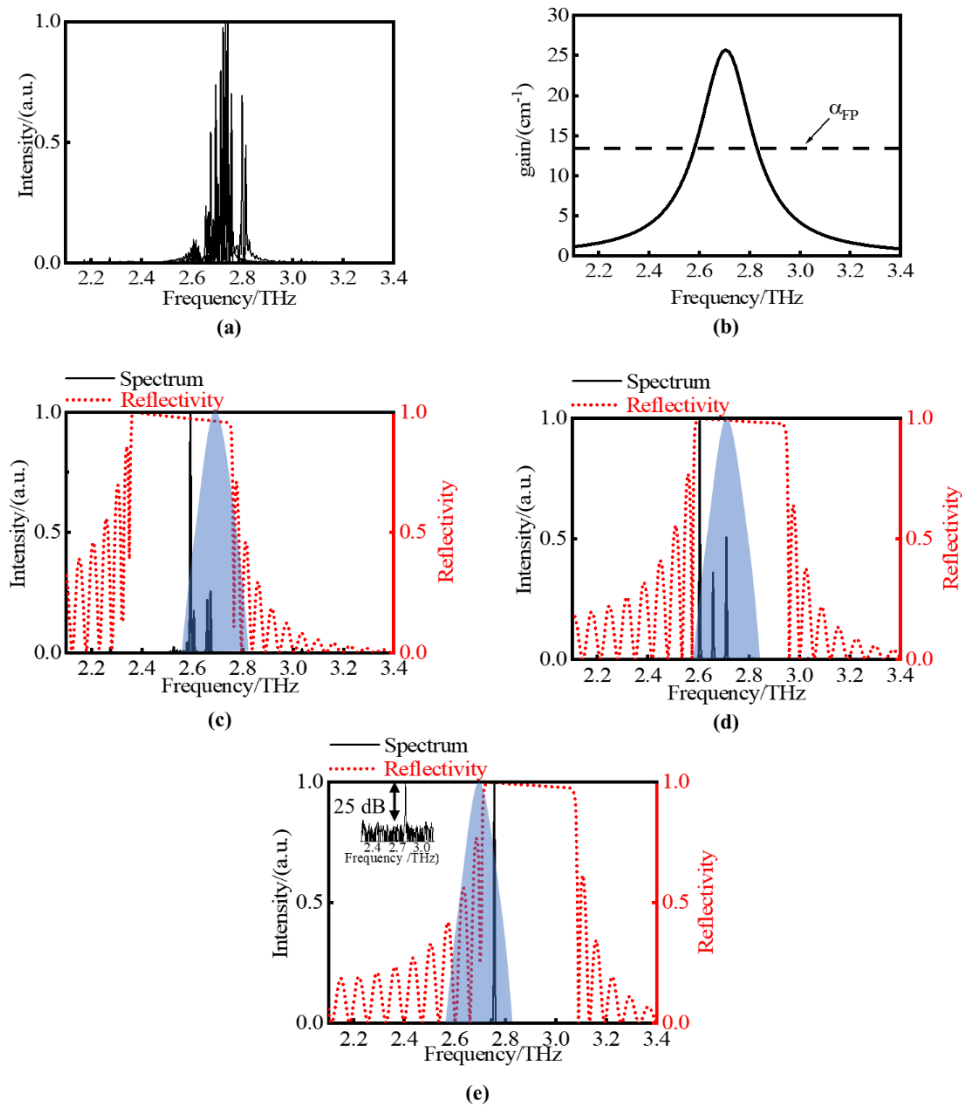 1.0
0.5
0.0
Intensity/(a.u.)
2.2 2.4 2.6 2.8 3.0 3.2 3.4
Frequency/THz
(a)
30
25
20
15
10
5
0
gain/(cm-1)
αFP
2.2 2.4 2.6 2.8 3.0 3.2 3.4
Frequency/THz
(b)
Spectrum
Reflectivity
1.0
0.5
0.0
Intensity/(a.u.)
1.0
0.5
0.0
Reflectivity
2.2 2.4 2.6 2.8 3.0 3.2 3.4
Frequency/THz
(c)
Spectrum
Reflectivity
1.0
0.5
0.0
Intensity/(a.u.)
1.0
0.5
0.0
Reflectivity
2.2 2.4 2.6 2.8 3.0 3.2 3.4
Frequency/THz
(d)
Spectrum
Reflectivity
1.0
0.5
0.0
Intensity/(a.u.)
25 dB
2.4 2.7 3.0
Frequency /THz)
1.0
0.5
0.0
Reflectivity
2.2 2.4 2.6 2.8 3.0 3.2 3.4
Frequency/THz
(e)